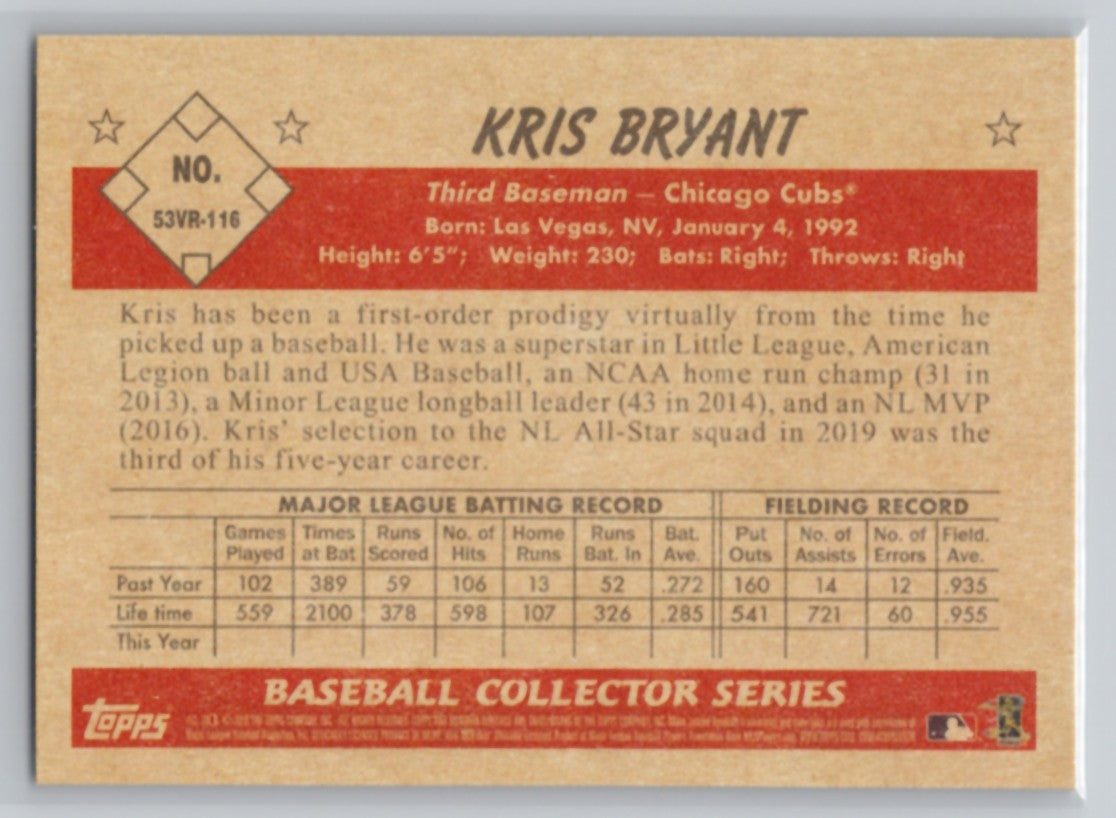 KRIS BRYANT
NO.
53VR-116
Third Baseman — Chicago Cubs®
Born: Las Vegas, NV, January 4, 1992
Height: 6'5"; Weight: 230; Bats: Right; Throws: Right
Kris has been a first-order prodigy virtually from the time he
picked up a baseball. He was a superstar in Little League, American
Legion ball and USA Baseball, an NCAA home run champ (31 in
2013), a Minor League longball leader (43 in 2014), and an NL MVP
(2016). Kris' selection to the NL All-Star squad in 2019 was the
third of his five-year career.
MAJOR LEAGUE BATTING RECORD FIELDING RECORD
Games Times Runs No. of Home Runs Bat. Put No. of No. of Field.
Played at Bat Scored Hits Runs Bat. In Ave. Outs Assists Errors Ave.
Past Year 102 389 59 106 13 52 .272 160 14 12 .935
Life time 559 2100 378 598 107 326 .285 541 721 60 .955
This Year
BASEBALL COLLECTOR SERIES
Topps